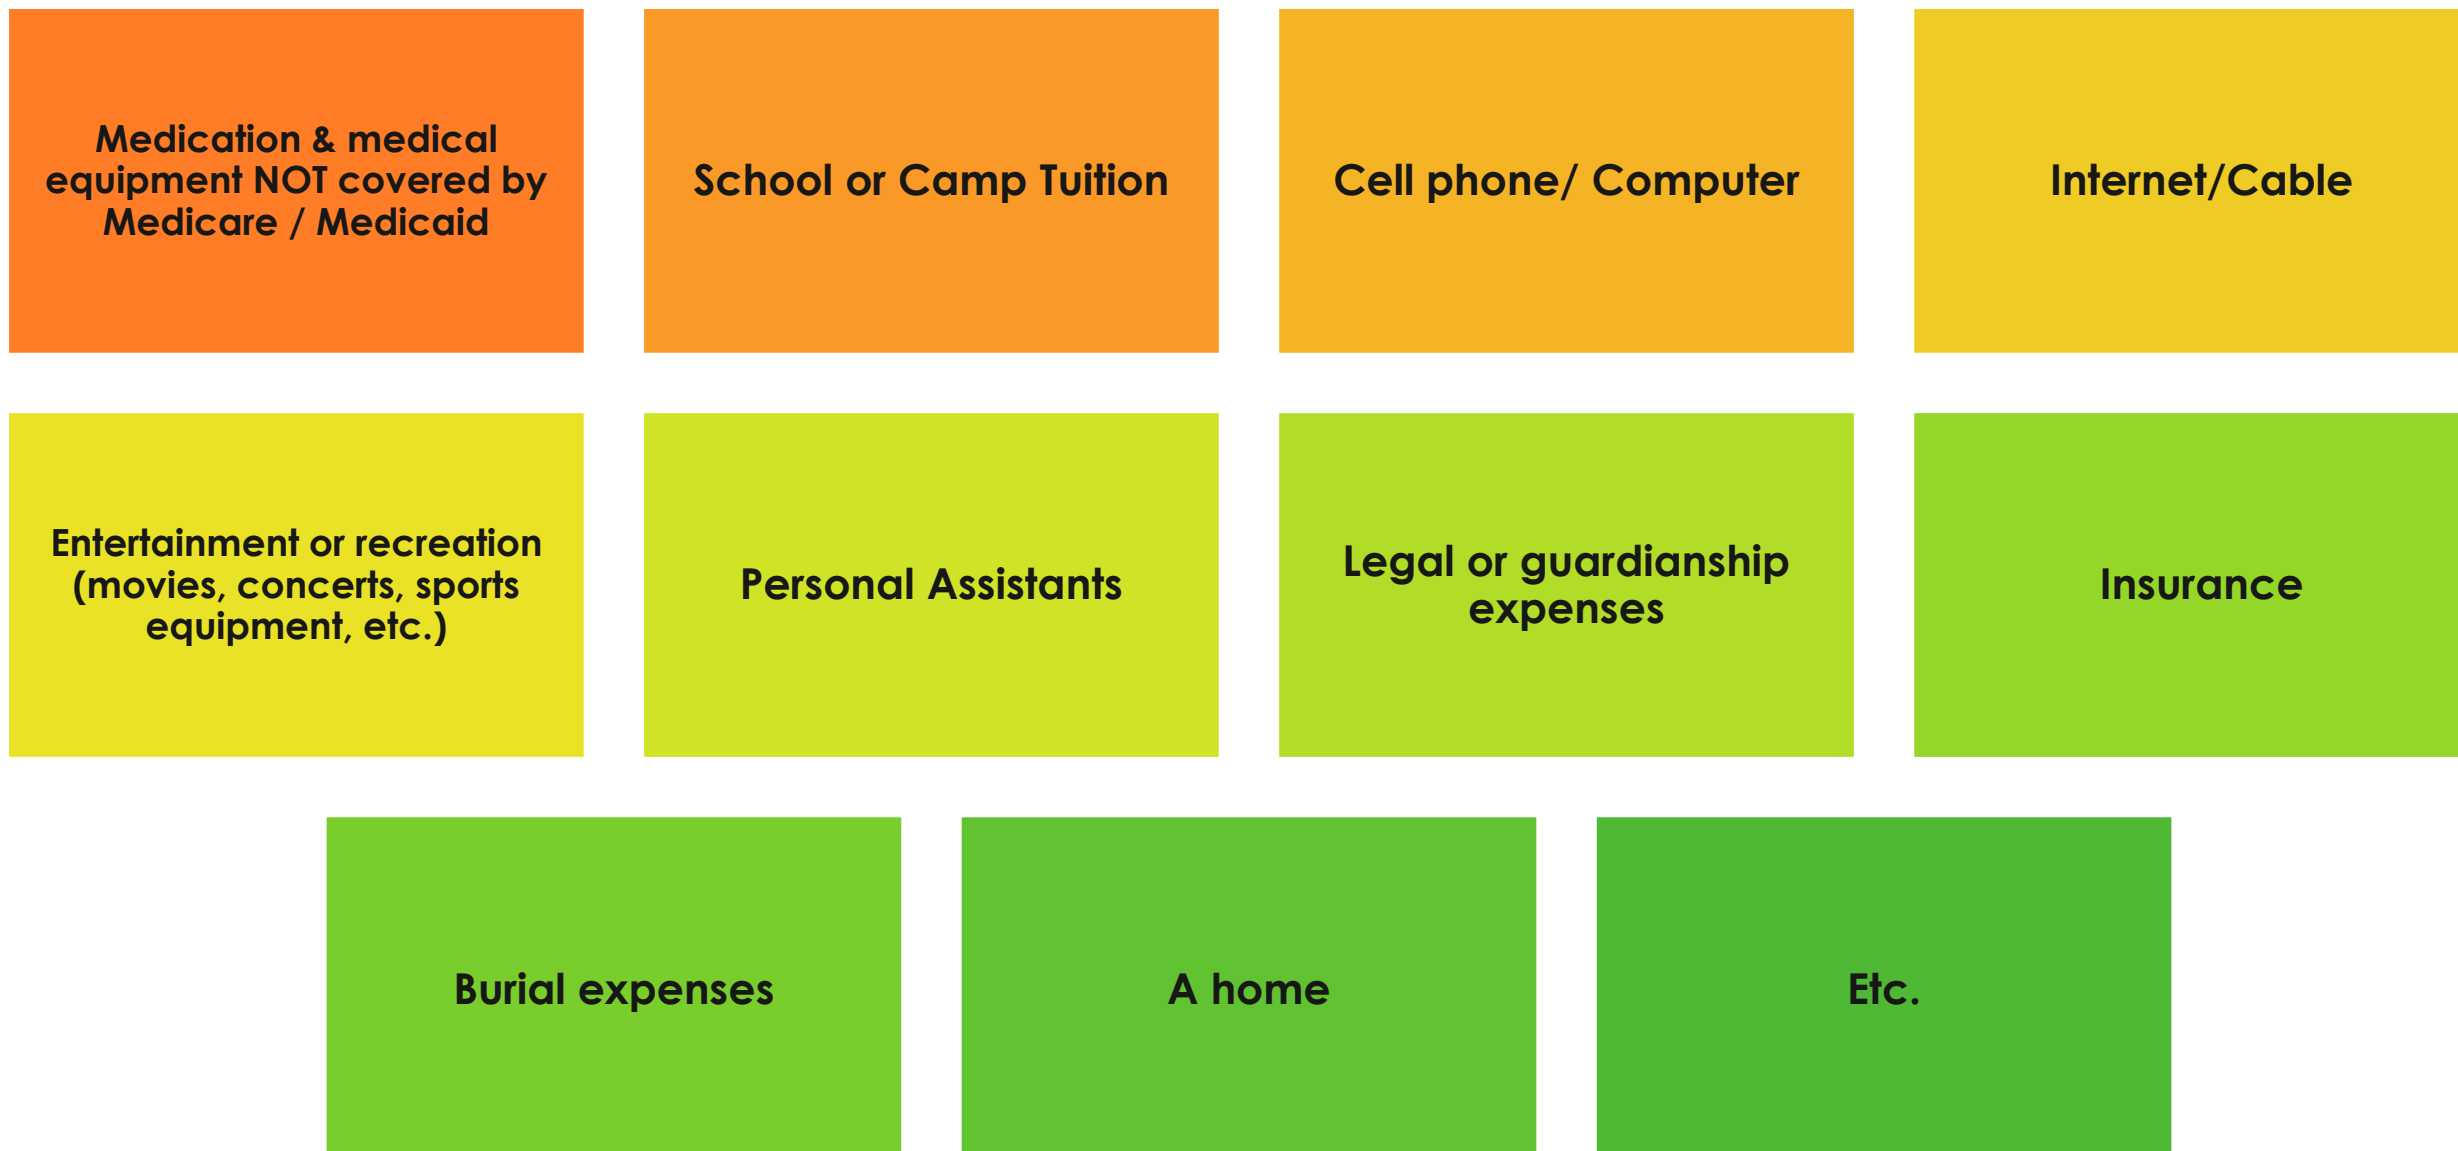 Medication & medical
equipment NOT covered by
Medicare / Medicaid
School or Camp Tuition
Cell phone/ Computer
Internet/Cable
Entertainment or recreation
(movies, concerts, sports
equipment, etc.)
Personal Assistants
Legal or guardianship
expenses
Insurance
Burial expenses
A home
Etc.